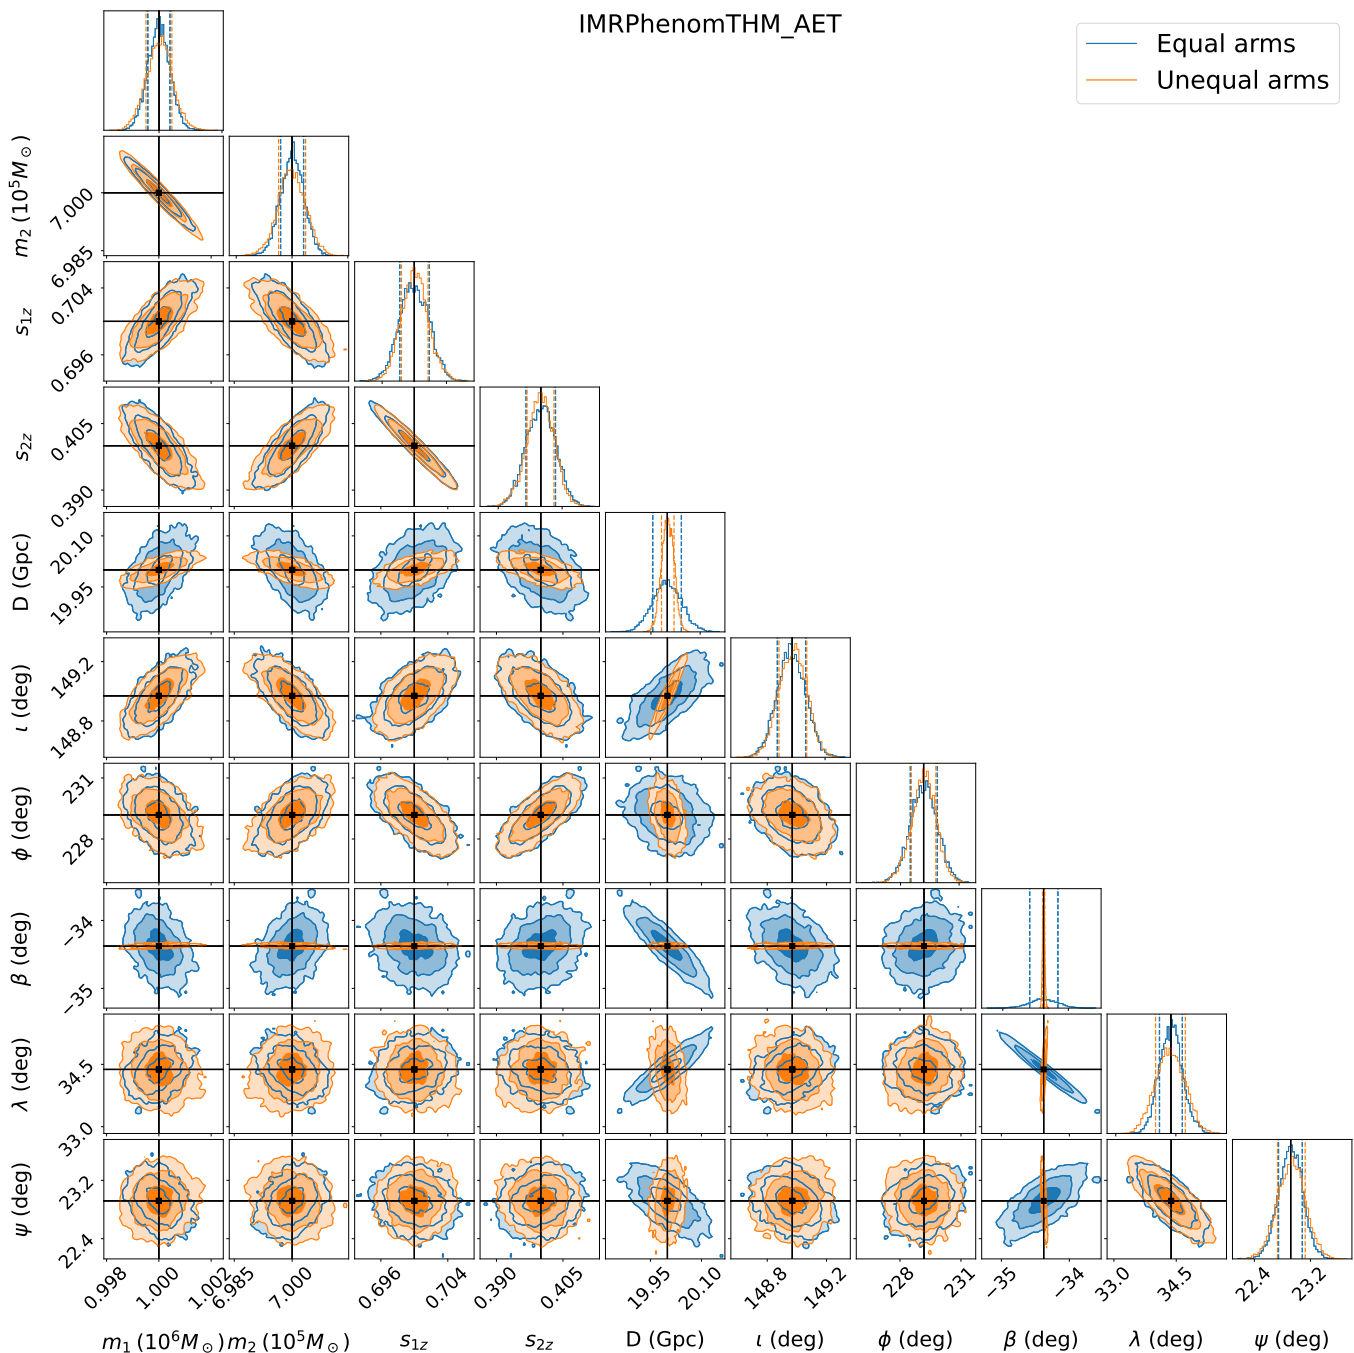 IMRPhenomTHM_AET
Equal arms
Unequal arms
m₂ (10⁵M⊙)
7.000
6.985
s₁z
0.704
0.696
s₂z
0.405
0.390
D (Gpc)
20.10
19.95
ι (deg)
149.2
148.8
ϕ (deg)
231
228
β (deg)
−34
−35
λ (deg)
34.5
33.0
ψ (deg)
23.2
22.4
0.998 1.000 1.002 6.985 7.000 0.696 0.704 0.390 0.405 19.95 20.10 148.8 149.2 228 231 −35 −34 33.0 34.5 22.4 23.2
m₁ (10⁶M⊙) m₂ (10⁵M⊙) s₁z s₂z D (Gpc) ι (deg) ϕ (deg) β (deg) λ (deg) ψ (deg)